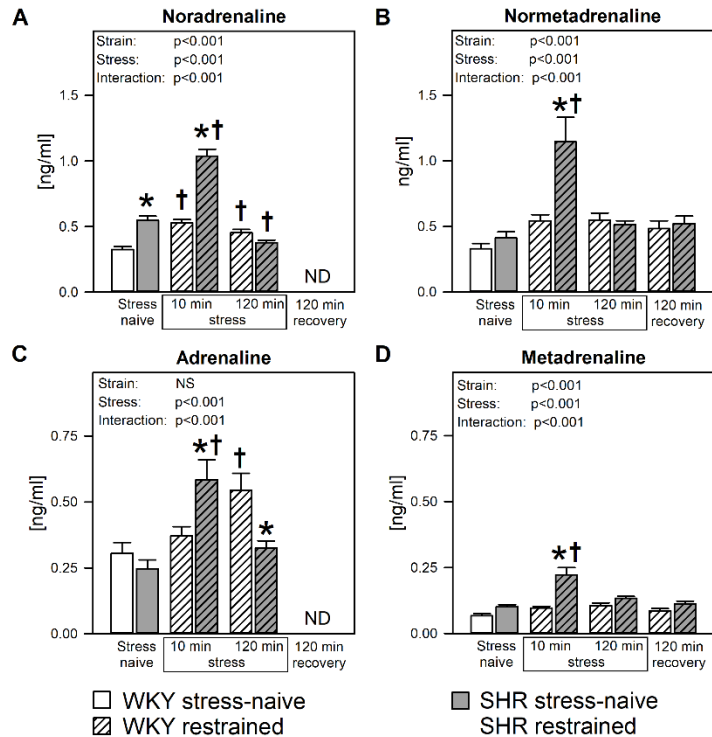 A
Noradrenaline
Strain: p<0.001
Stress: p<0.001
Interaction: p<0.001
[ng/ml]
1.5
1.0
0.5
0.0
*
†
*†
†
†
ND
Stress naive
10 min
120 min
stress
120 min recovery
B
Normetadrenaline
Strain: p<0.001
Stress: p<0.001
Interaction: p<0.001
ng/ml]
1.5
1.0
0.5
0.0
*†
Stress naive
10 min
120 min
stress
120 min recovery
C
Adrenaline
Strain: NS
Stress: p<0.001
Interaction: p<0.001
[ng/ml]
0.75
0.50
0.25
0.00
*†
†
*
ND
Stress naive
10 min
120 min
stress
120 min recovery
D
Metadrenaline
Strain: p<0.001
Stress: p<0.001
Interaction: p<0.001
[ng/ml]
0.75
0.50
0.25
0.00
*†
Stress naive
10 min
120 min
stress
120 min recovery
WKY stress-naive
WKY restrained
SHR stress-naive
SHR restrained